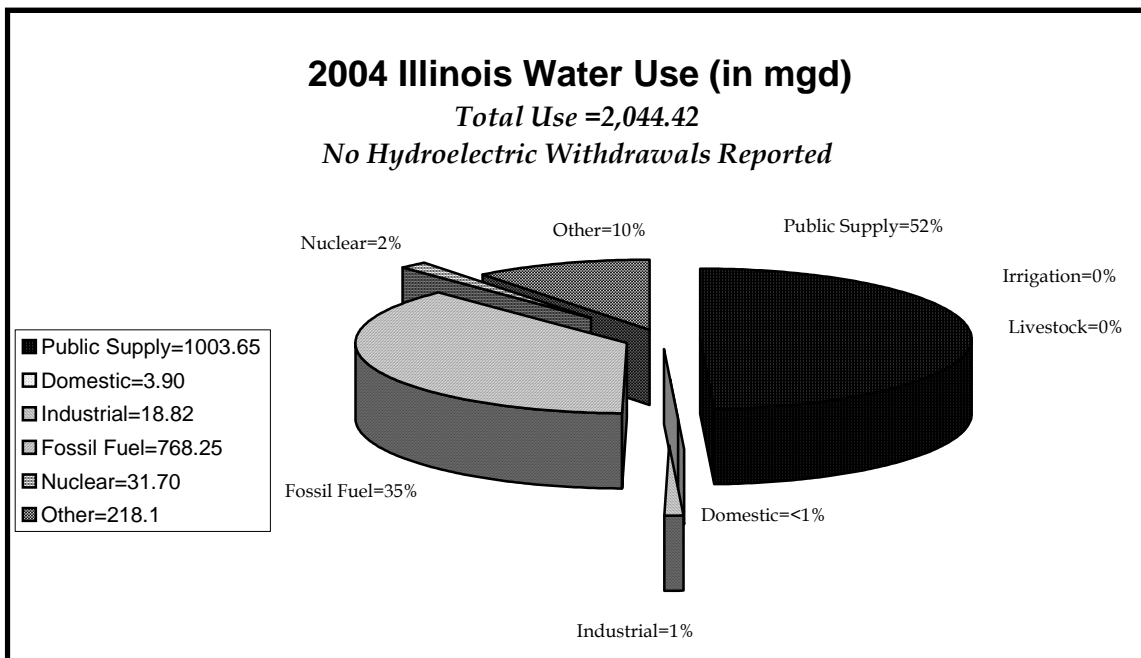 2004 Illinois Water Use (in mgd)
Total Use =2,044.42
No Hydroelectric Withdrawals Reported
Nuclear=2%
Other=10%
Public Supply=52%
Irrigation=0%
Livestock=0%
Public Supply=1003.65
Domestic=3.90
Industrial=18.82
Fossil Fuel=768.25
Nuclear=31.70
Other=218.1
Fossil Fuel=35%
Domestic=<1%
Industrial=1%